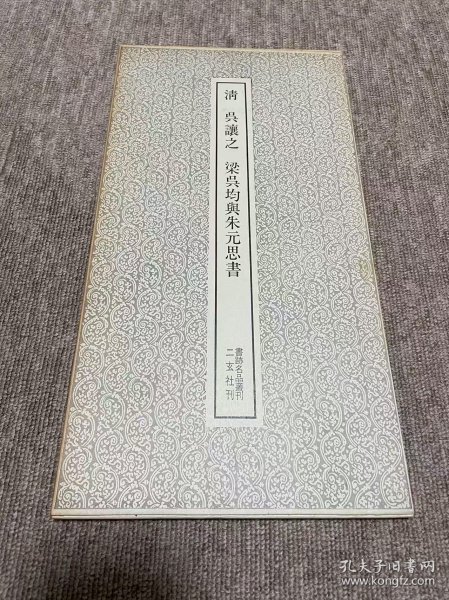 清 吳讓之 梁吳均與朱元思書
書跡名品叢刊
二玄社刊
孔夫子旧书网
www.kongfz.com